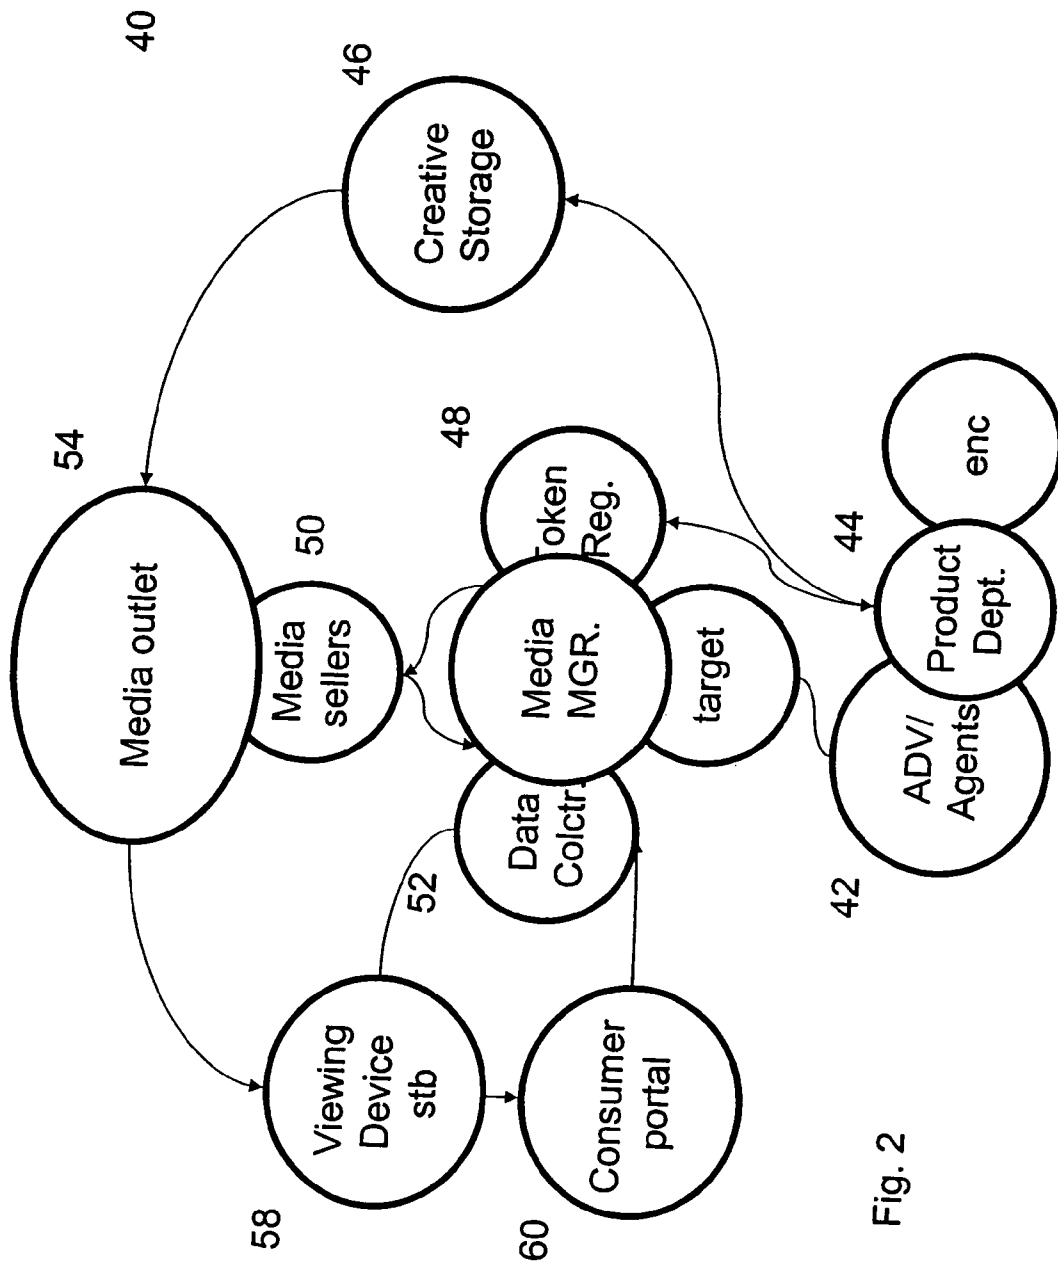 54
Media outlet
40
58
50
Media
sellers
46
Viewing
Device
stb
Creative
Storage
52
48
Data
Colctr.
Media
MGR.
Token
Reg.
60
Consumer
portal
target
42
44
Fig. 2
ADV/
Agents
Product
Dept.
enc